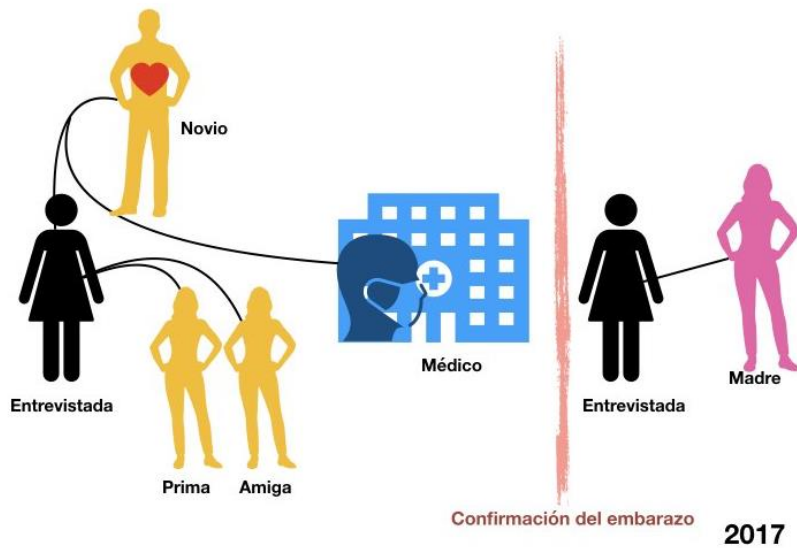 Novio
Médico
Entrevistada
Entrevistada
Madre
Prima
Amiga
Confirmación del embarazo
2017